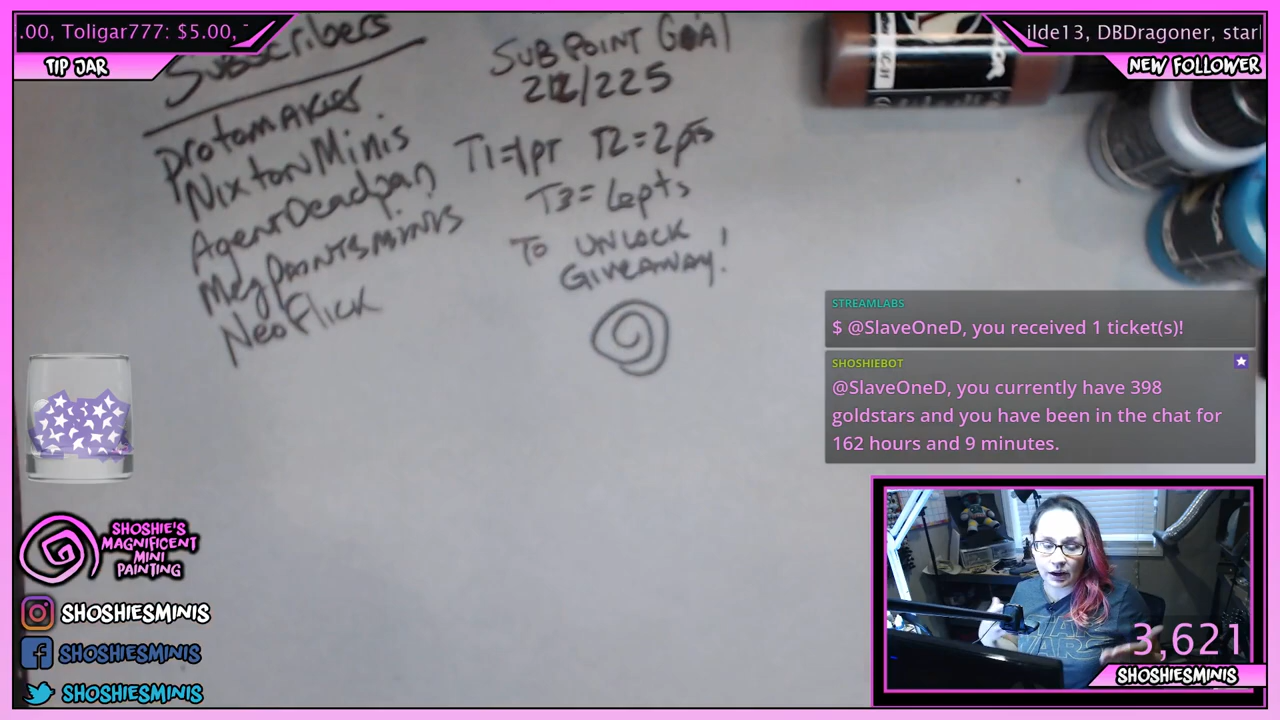 .00, Toligar777: $5.00,
TIP JAR
ilde13, DBDragoner, star
NEW FOLLOWER
Subscribers
protomakes
NixtonMinis
AgentDeadpan
MegPaintsMinis
NeoFlick
SUB POINT GOAL
212/225
T1=1pt T2=2pts
T3=6pts
To UNLOCK
GIVEAWAY!
STREAMLABS
$ @SlaveOneD, you received 1 ticket(s)!
SHOSHIEBOT
@SlaveOneD, you currently have 398
goldstars and you have been in the chat for
162 hours and 9 minutes.
SHOSHIE'S
MAGNIFICENT
MINI
PAINTING
SHOSHIESMINIS
SHOSHIESMINIS
SHOSHIESMINIS
WARS
3,621
SHOSHIESMINIS